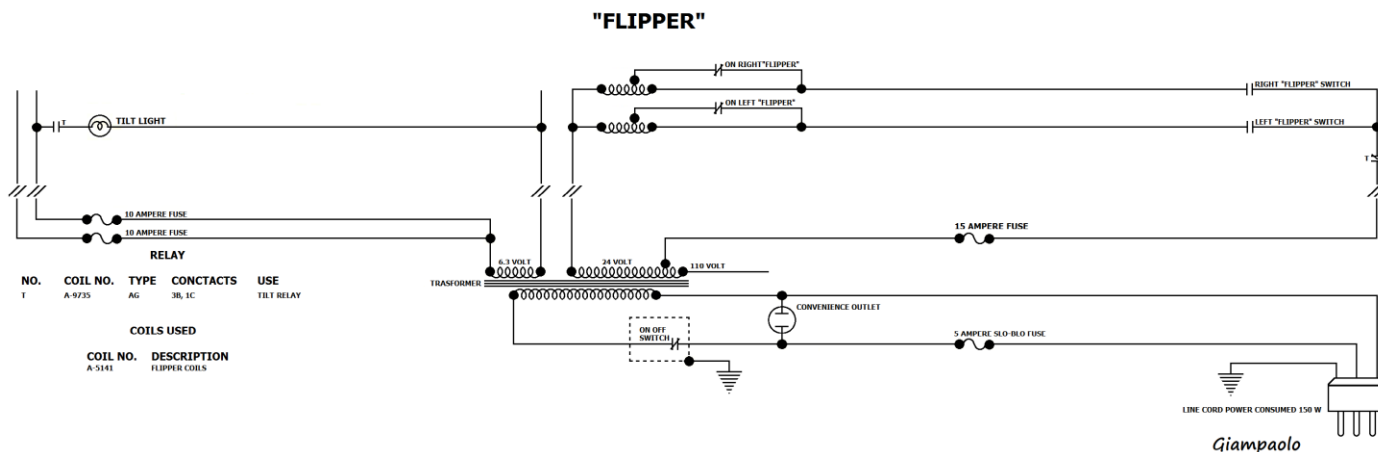 "FLIPPER"
ON RIGHT"FLIPPER"
RIGHT "FLIPPER" SWITCH
ON LEFT "FLIPPER"
T
TILT LIGHT
LEFT "FLIPPER" SWITCH
T
10 AMPERE FUSE
15 AMPERE FUSE
10 AMPERE FUSE
RELAY
6.3 VOLT
24 VOLT
110 VOLT
NO. COIL NO. TYPE CONCTACTS USE
TRASFORMER
T A-9735 AG 3B, 1C TILT RELAY
CONVENIENCE OUTLET
COILS USED
ON OFF
SWITCH
5 AMPERE SLO-BLO FUSE
COIL NO. DESCRIPTION
A-5141 FLIPPER COILS
LINE CORD POWER CONSUMED 150 W
Giampaolo